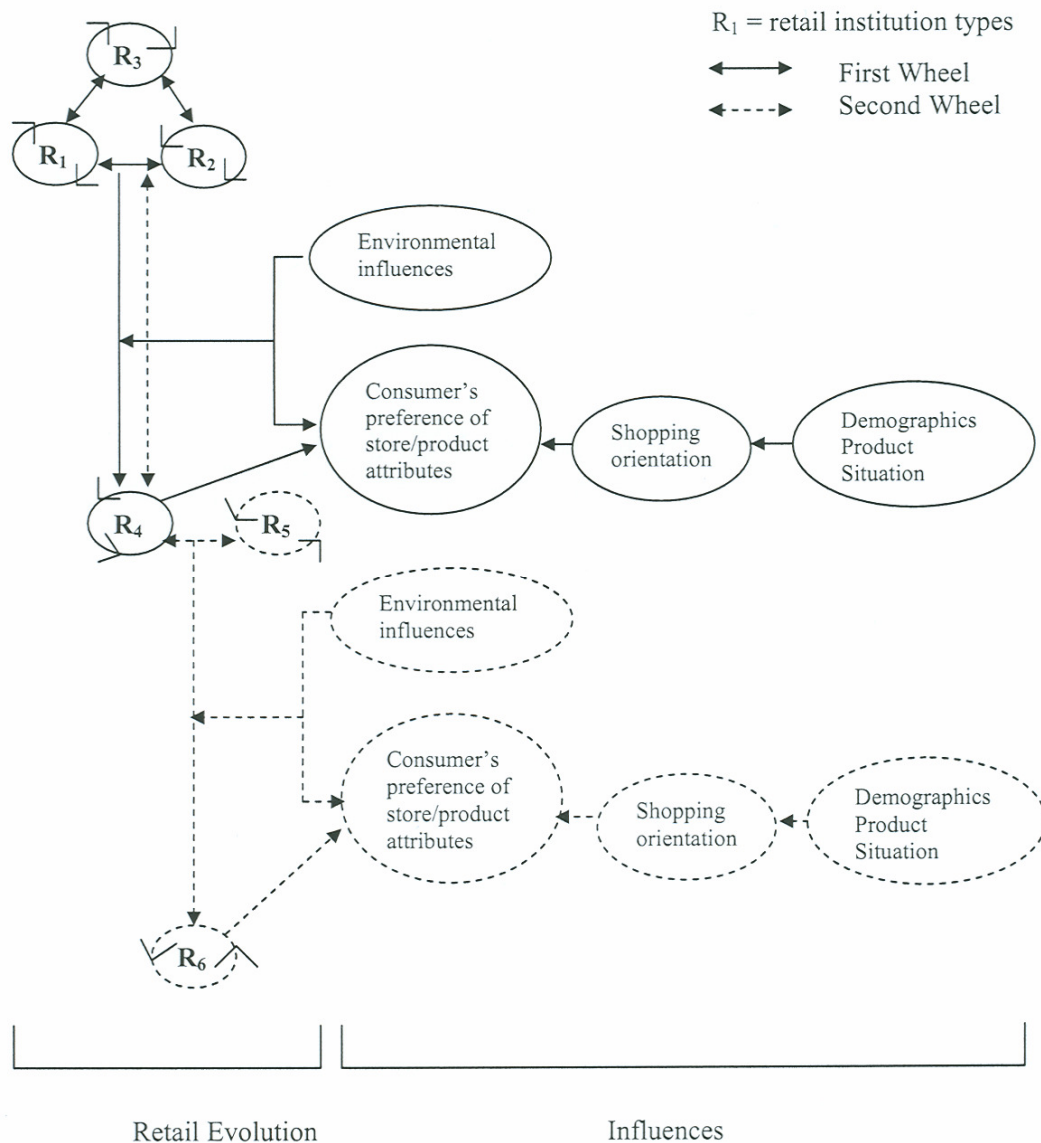 R₃
R₁ = retail institution types
First Wheel
Second Wheel
R₁
R₂
Environmental
influences
Consumer's
preference of
store/product
attributes
Shopping
orientation
Demographics
Product
Situation
R₄
R₅
Environmental
influences
Consumer's
preference of
store/product
attributes
Shopping
orientation
Demographics
Product
Situation
R₆
Retail Evolution
Influences